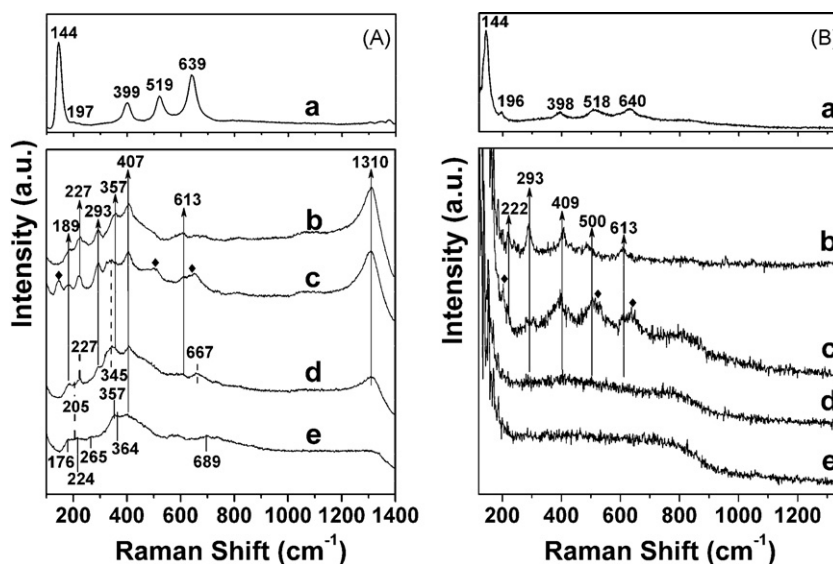 (A)
144
197
399
519
639
a
Intensity (a.u.)
189
227
293
357
407
613
1310
b
c
227
345
667
d
205
357
176
224
265
364
689
e
200 400 600 800 1000 1200 1400
Raman Shift (cm-1)
(B)
144
196
398
518
640
a
Intensity (a.u.)
222
293
409
500
613
b
c
d
e
200 400 600 800 1000 1200
Raman Shift (cm-1)